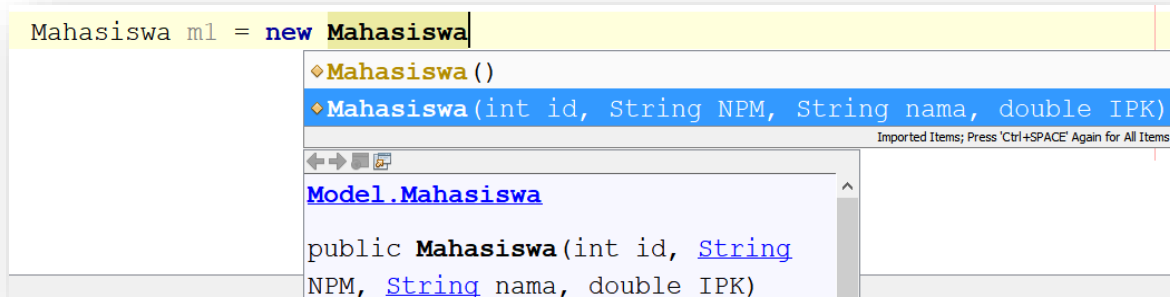 Mahasiswa m1 = new Mahasiswa
Mahasiswa()
Mahasiswa(int id, String NPM, String nama, double IPK)
Imported Items; Press 'Ctrl+SPACE' Again for All Items
Model.Mahasiswa
public Mahasiswa(int id, String
NPM, String nama, double IPK)